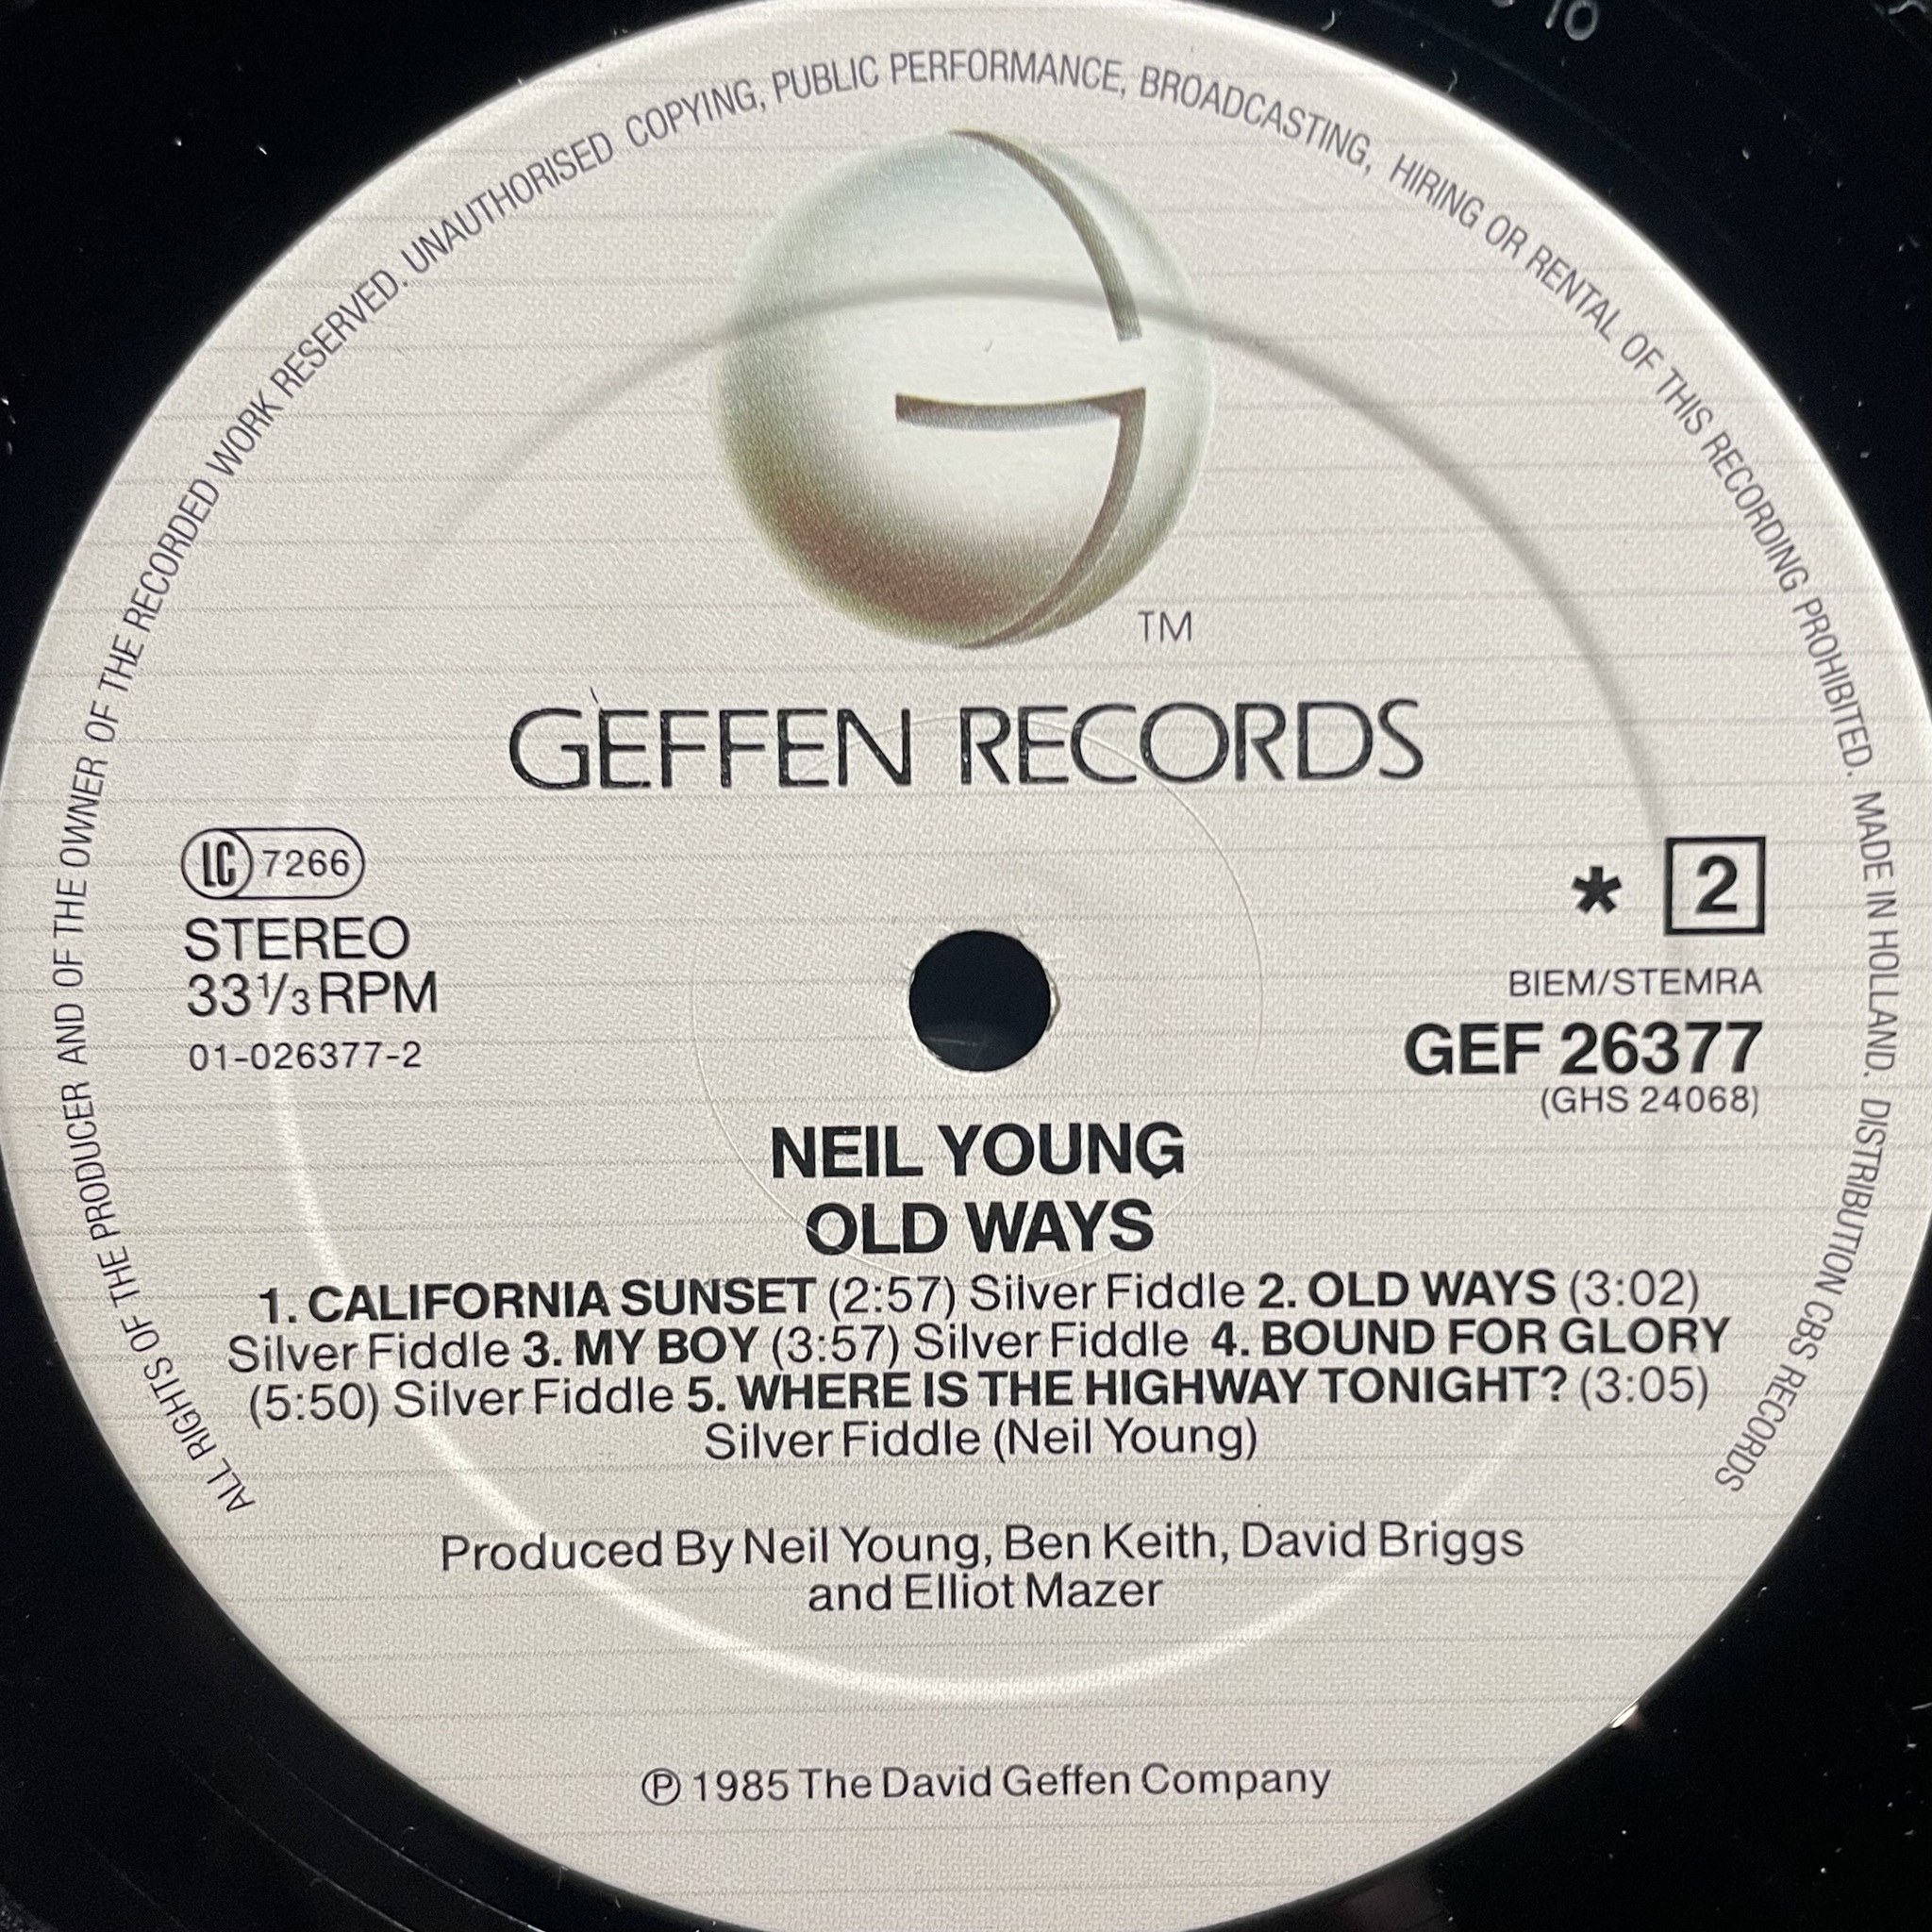 10
ALL RIGHTS OF THE PRODUCER AND OF THE OWNER OF THE RECORDED WORK RESERVED. UNAUTHORISED COPYING, PUBLIC PERFORMANCE, BROADCASTING, HIRING OR RENTAL OF THIS RECORDING PROHIBITED. MADE IN HOLLAND. DISTRIBUTION CBS RECORDS
TM
GEFFEN RECORDS
LC 7266
STEREO
33 1/3 RPM
01-026377-2
* 2
BIEM/STEMRA
GEF 26377
(GHS 24068)
NEIL YOUNG
OLD WAYS
1. CALIFORNIA SUNSET (2:57) Silver Fiddle 2. OLD WAYS (3:02)
Silver Fiddle 3. MY BOY (3:57) Silver Fiddle 4. BOUND FOR GLORY
(5:50) Silver Fiddle 5. WHERE IS THE HIGHWAY TONIGHT? (3:05)
Silver Fiddle (Neil Young)
Produced By Neil Young, Ben Keith, David Briggs
and Elliot Mazer
℗ 1985 The David Geffen Company